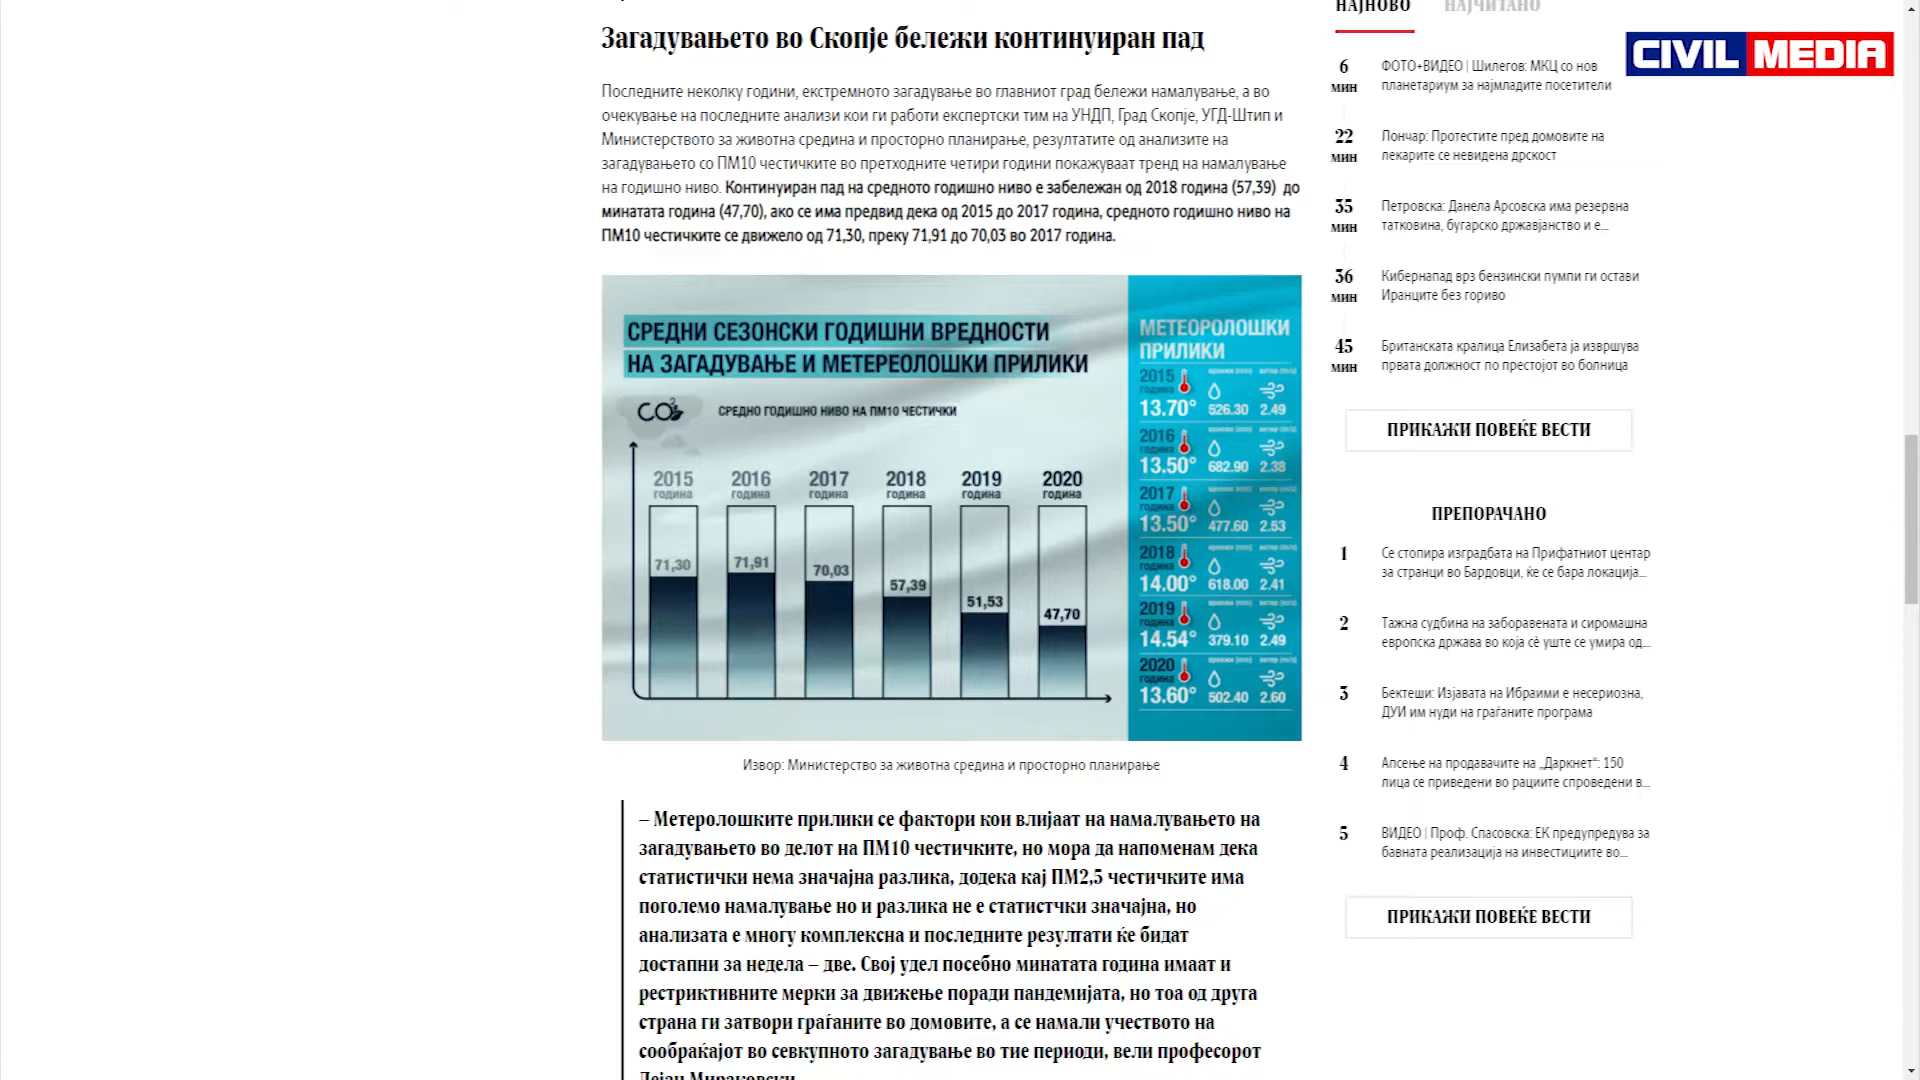 Загадувањето во Скопје бележи континуиран пад
Последните неколку години, екстремното загадување во главниот град бележи намалување, а во
очекување на последните анализи кои ги работи експертски тим на УНДП, Град Скопје, УГД-Штип и
Министерството за животна средина и просторно планирање, резултатите од анализите на
загадувањето со ПМ10 честичките во претходните четири години покажуваат тренд на намалување
на годишно ниво. Континуиран пад на средното годишно ниво е забележан од 2018 година (57,39) до
минатата година (47,70), ако се има предвид дека од 2015 до 2017 година, средното годишно ниво на
ПМ10 честичките се движело од 71,30, преку 71,91 до 70,03 во 2017 година.
СРЕДНИ СЕЗОНСКИ ГОДИШНИ ВРЕДНОСТИ
НА ЗАГАДУВАЊЕ И МЕТЕРЕОЛОШКИ ПРИЛИКИ
CO2
СРЕДНО ГОДИШНО НИВО НА ПМ10 ЧЕСТИЧКИ
2015 2016 2017 2018 2019 2020
година година година година година година
71,30 71,91 70,03 57,39 51,53 47,70
МЕТЕОРОЛОШКИ
ПРИЛИКИ
2015
година
13.70° 526.30 2.49
2016
година
13.50° 682.90 2.38
2017
година
13.50° 477.60 2.53
2018
година
14.00° 618.00 2.41
2019
година
14.54° 379.10 2.49
2020
година
13.60° 502.40 2.60
Извор: Министерство за животна средина и просторно планирање
– Метеролошките прилики се фактори кои влијаат на намалувањето на
загадувањето во делот на ПМ10 честичките, но мора да напоменам дека
статистички нема значајна разлика, додека кај ПМ2,5 честичките има
поголемо намалување но и разлика не е статистчки значајна, но
анализата е многу комплексна и последните резултати ќе бидат
достапни за недела – две. Свој удел посебно минатата година имаат и
рестриктивните мерки за движење поради пандемијата, но тоа од друга
страна ги затвори граѓаните во домовите, а се намали учеството на
сообраќајот во севкупното загадување во тие периоди, вели професорот
Дејан Мираковски
НАЈНОВО НАЈЧИТАНО
CIVIL MEDIA
6 мин
ФОТО+ВИДЕО | Шилегов: МКЦ со нов
планетариум за најмладите посетители
22 мин
Пончар: Протестите пред домовите на
лекарите се невидена дрскост
35 мин
Петровска: Данела Арсовска има резервна
татковина, бугарско државјанство и е...
36 мин
Кибернапад врз бензински пумпи ги остави
Иранците без гориво
45 мин
Британската кралица Елизабета ја извршува
првата должност по престојот во болница
ПРИКАЖИ ПОВЕЌЕ ВЕСТИ
ПРЕПОРАЧАНО
1 Се стопира изградбата на Прифатниот центар
за странци во Бардовци, ќе се бара локација...
2 Тажна судбина на заборавената и сиромашна
европска држава во која сѐ уште се умира од...
3 Бектеши: Изјавата на Ибраими е несериозна,
ДУИ им нуди на граѓаните програма
4 Апсење на продавачите на „Даркнет“: 150
лица се приведени во рациите спроведени в...
5 ВИДЕО | Проф. Спасовска: ЕК предупредува за
бавната реализација на инвестициите во...
ПРИКАЖИ ПОВЕЌЕ ВЕСТИ